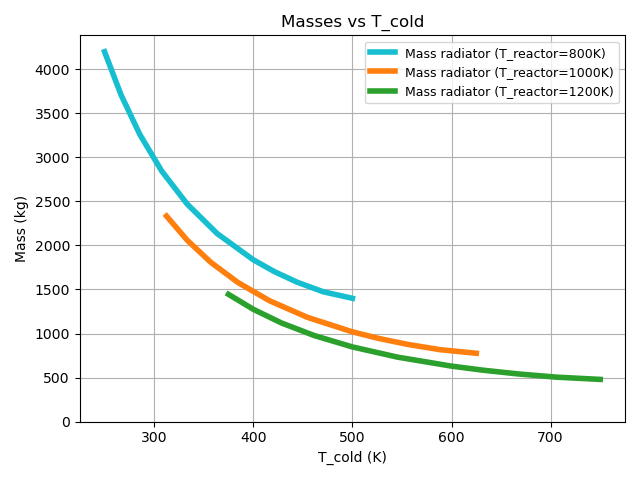 Masses vs T_cold
Mass radiator (T_reactor=800K)
Mass radiator (T_reactor=1000K)
Mass radiator (T_reactor=1200K)
Mass (kg)
4000
3500
3000
2500
2000
1500
1000
500
0
300 400 500 600 700
T_cold (K)